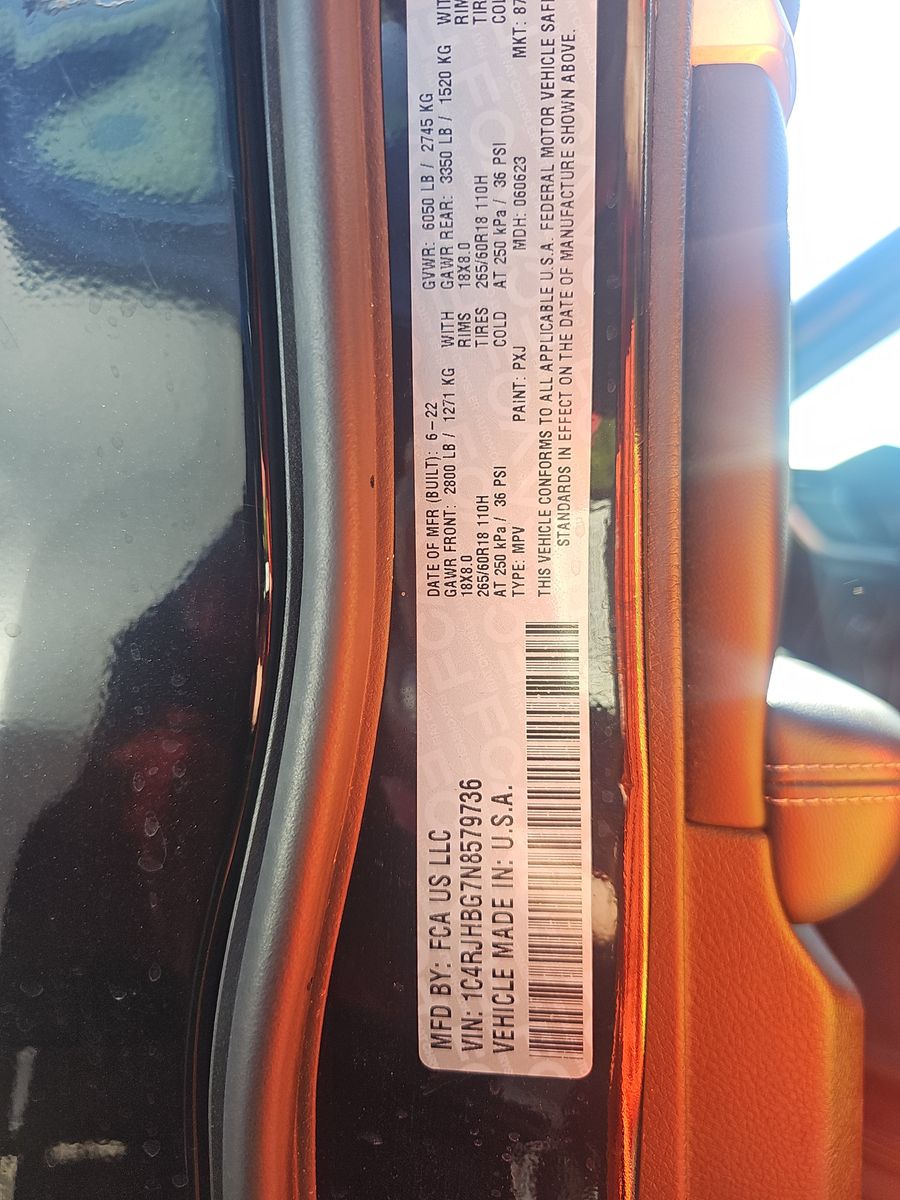 MFD BY: FCA US LLC
VIN: 1C4RJHBG7N8579736
VEHICLE MADE IN: U.S.A.
DATE OF MFR (BUILT): 6-22 GVWR: 6050 LB / 2745 KG
GAWR FRONT: 2800 LB / 1271 KG WITH GAWR REAR: 3350 LB / 1520 KG
18X8.0 RIMS 18X8.0
265/60R18 110H TIRES 265/60R18 110H
AT 250 kPa / 36 PSI COLD AT 250 kPa / 36 PSI
TYPE: MPV PAINT: PXJ MDH: 060623 MKT: 87
THIS VEHICLE CONFORMS TO ALL APPLICABLE U.S.A. FEDERAL MOTOR VEHICLE
STANDARDS IN EFFECT ON THE DATE OF MANUFACTURE SHOWN ABOVE.